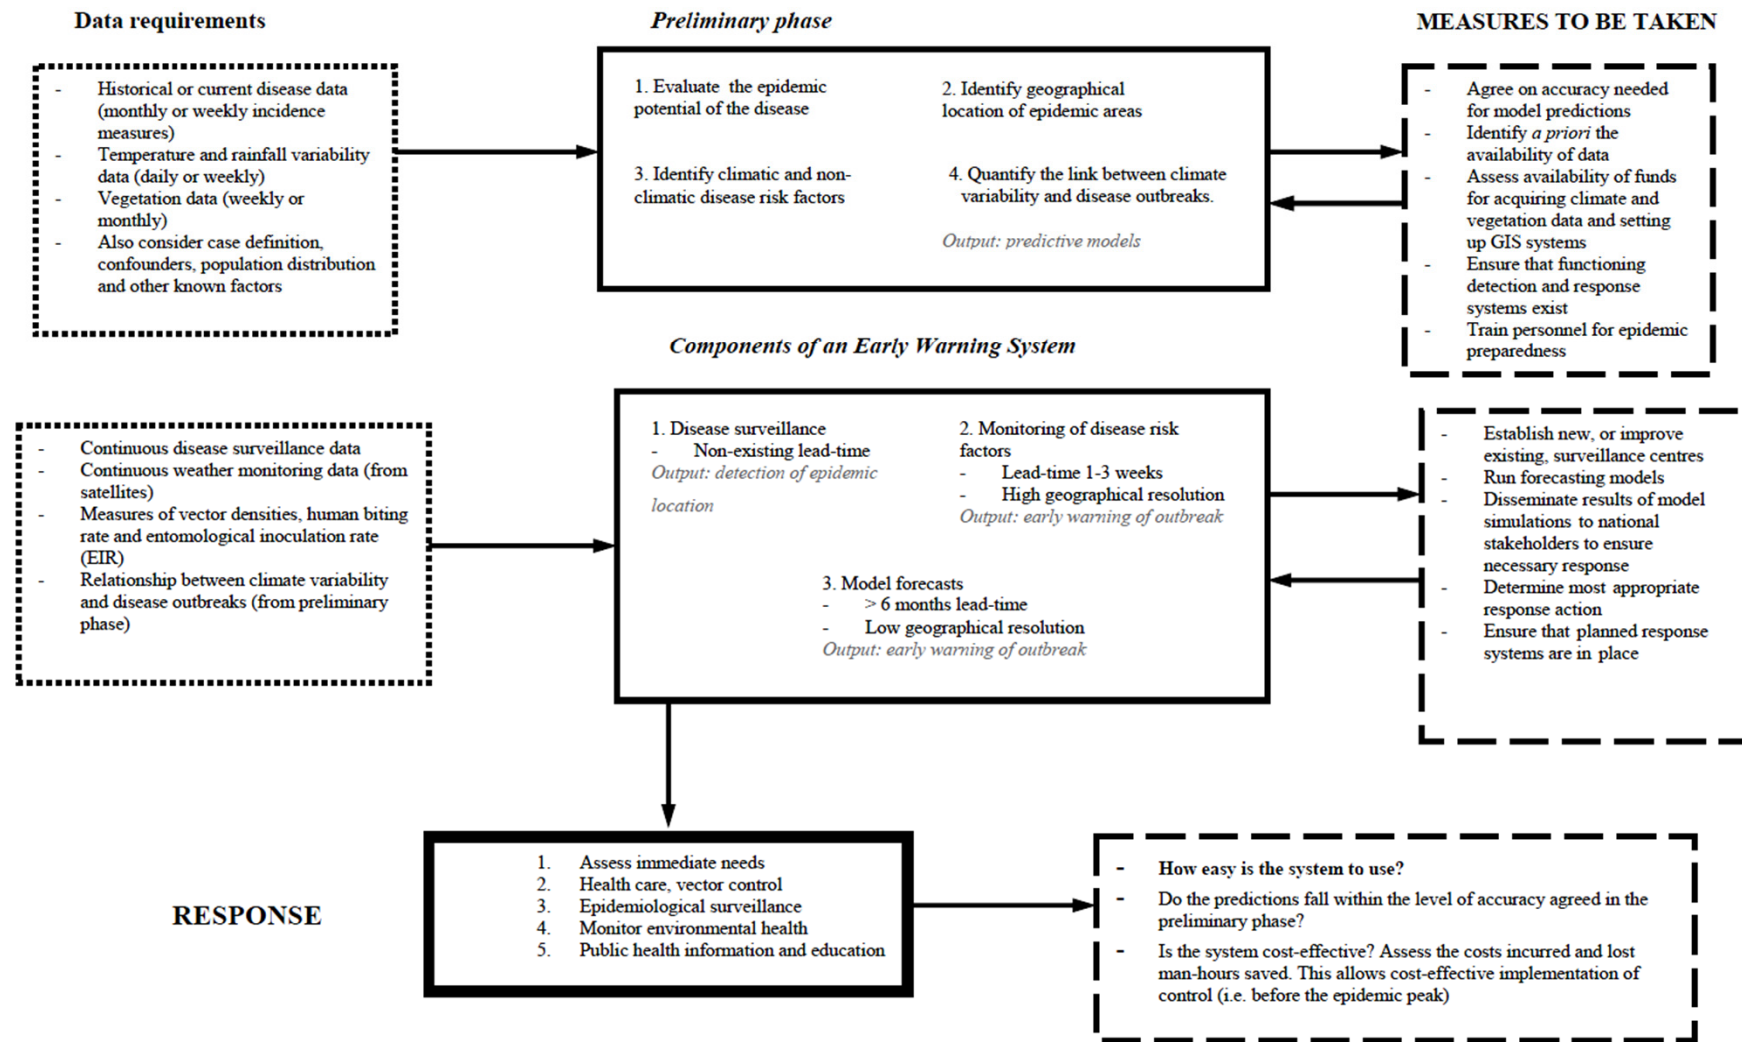 Data requirements
Preliminary phase
MEASURES TO BE TAKEN
- Historical or current disease data
(monthly or weekly incidence
measures)
- Temperature and rainfall variability
data (daily or weekly)
- Vegetation data (weekly or
monthly)
- Also consider case definition,
confounders, population distribution
and other known factors
1. Evaluate the epidemic
potential of the disease
2. Identify geographical
location of epidemic areas
3. Identify climatic and non-
climatic disease risk factors
4. Quantify the link between climate
variability and disease outbreaks.
Output: predictive models
- Agree on accuracy needed
for model predictions
- Identify a priori the
availability of data
- Assess availability of funds
for acquiring climate and
vegetation data and setting
up GIS systems
- Ensure that functioning
detection and response
systems exist
- Train personnel for epidemic
preparedness
Components of an Early Warning System
- Continuous disease surveillance data
- Continuous weather monitoring data (from
satellites)
- Measures of vector densities, human biting
rate and entomological inoculation rate
(EIR)
- Relationship between climate variability
and disease outbreaks (from preliminary
phase)
1. Disease surveillance
- Non-existing lead-time
Output: detection of epidemic
location
2. Monitoring of disease risk
factors
- Lead-time 1-3 weeks
- High geographical resolution
Output: early warning of outbreak
3. Model forecasts
- > 6 months lead-time
- Low geographical resolution
Output: early warning of outbreak
- Establish new, or improve
existing, surveillance centres
- Run forecasting models
- Disseminate results of model
simulations to national
stakeholders to ensure
necessary response
- Determine most appropriate
response action
- Ensure that planned response
systems are in place
RESPONSE
1. Assess immediate needs
2. Health care, vector control
3. Epidemiological surveillance
4. Monitor environmental health
5. Public health information and education
- How easy is the system to use?
- Do the predictions fall within the level of accuracy agreed in the
preliminary phase?
- Is the system cost-effective? Assess the costs incurred and lost
man-hours saved. This allows cost-effective implementation of
control (i.e. before the epidemic peak)